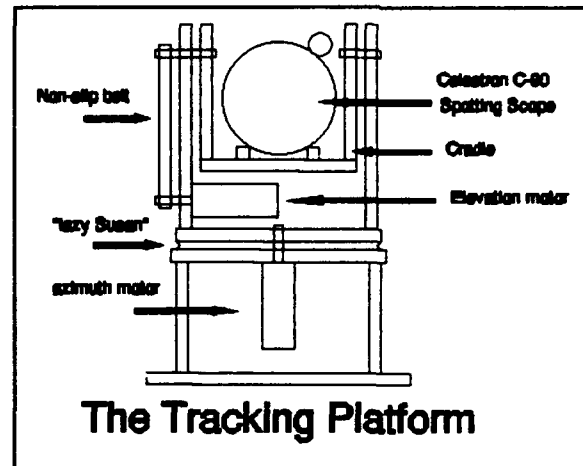 Non-slip belt
Celestron C-90
Spotting Scope
Cradle
Elevation motor
"lazy Susan"
azimuth motor
The Tracking Platform